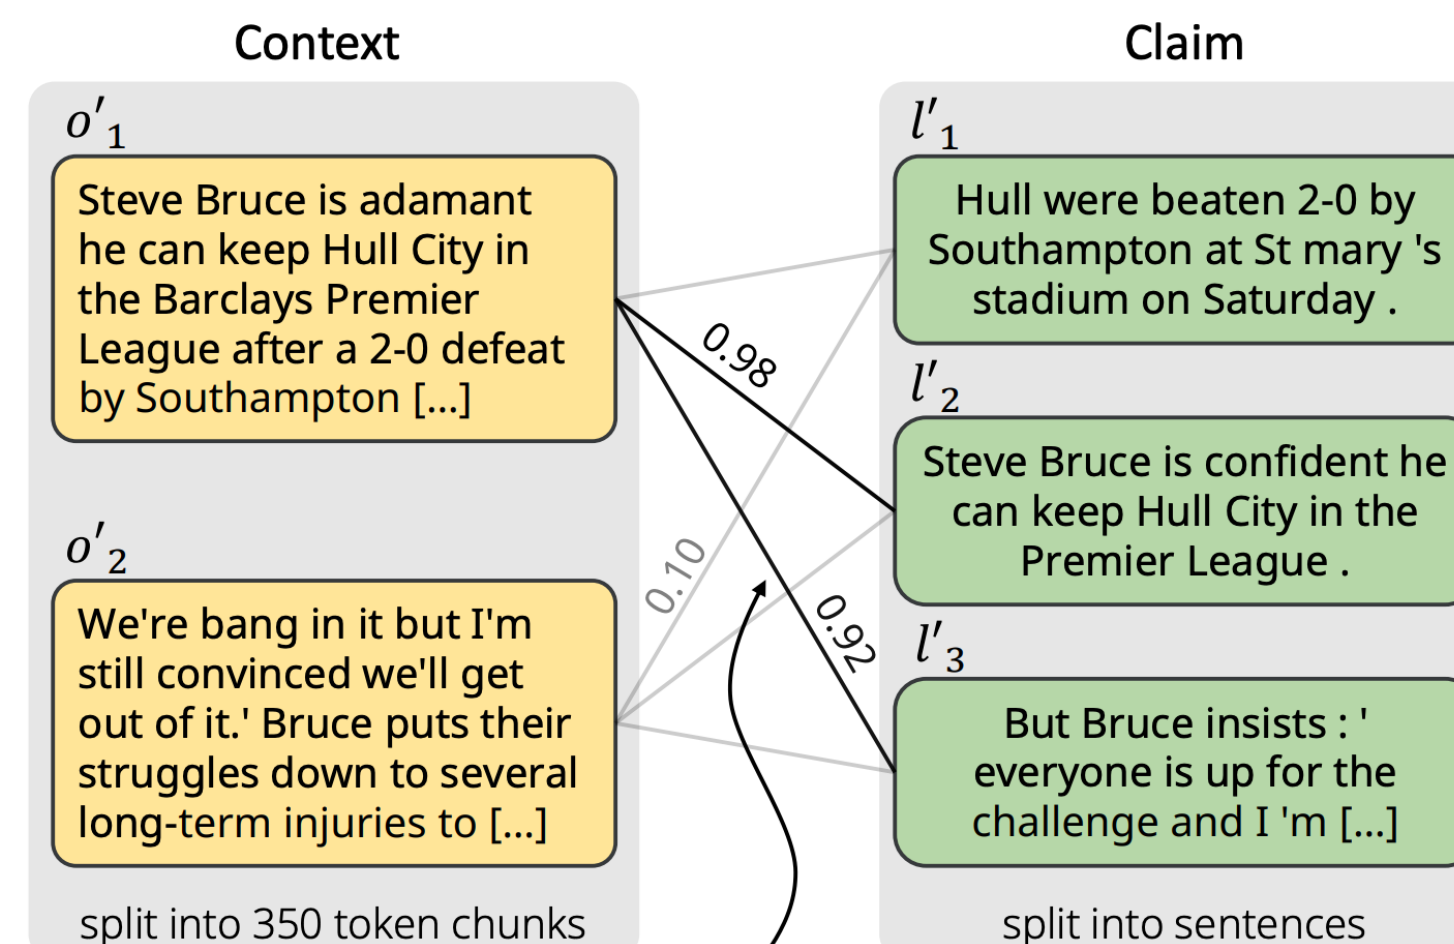 Context
o′1
Steve Bruce is adamant
he can keep Hull City in
the Barclays Premier
League after a 2-0 defeat
by Southampton [...]
o′2
We're bang in it but I'm
still convinced we'll get
out of it.' Bruce puts their
struggles down to several
long-term injuries to [...]
split into 350 token chunks
0.98
0.10
0.92
Claim
l′1
Hull were beaten 2-0 by
Southampton at St mary 's
stadium on Saturday .
l′2
Steve Bruce is confident he
can keep Hull City in the
Premier League .
l′3
But Bruce insists : '
everyone is up for the
challenge and I 'm [...]
split into sentences